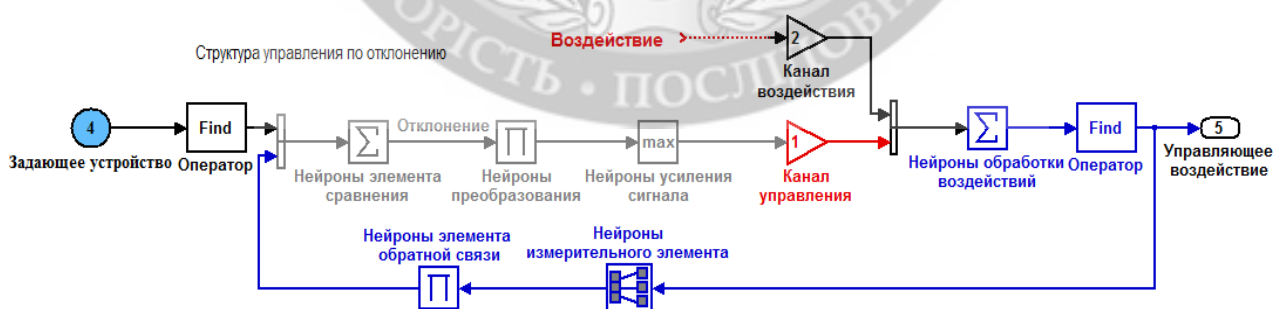 ОРІСТЬ • ПОСЛІДОВ
Воздействие
2
Структура управления по отклонению
Канал
воздействия
4
Find
Отклонение
Σ
∏
max
1
Σ
Find
5
Задающее устройство
Оператор
Нейроны элемента
сравнения
Нейроны
преобразования
Нейроны усиления
сигнала
Канал
управления
Нейроны обработки
воздействий
Оператор
Управляющее
воздействие
Нейроны элемента
обратной связи
Нейроны
измерительного элемента
∏